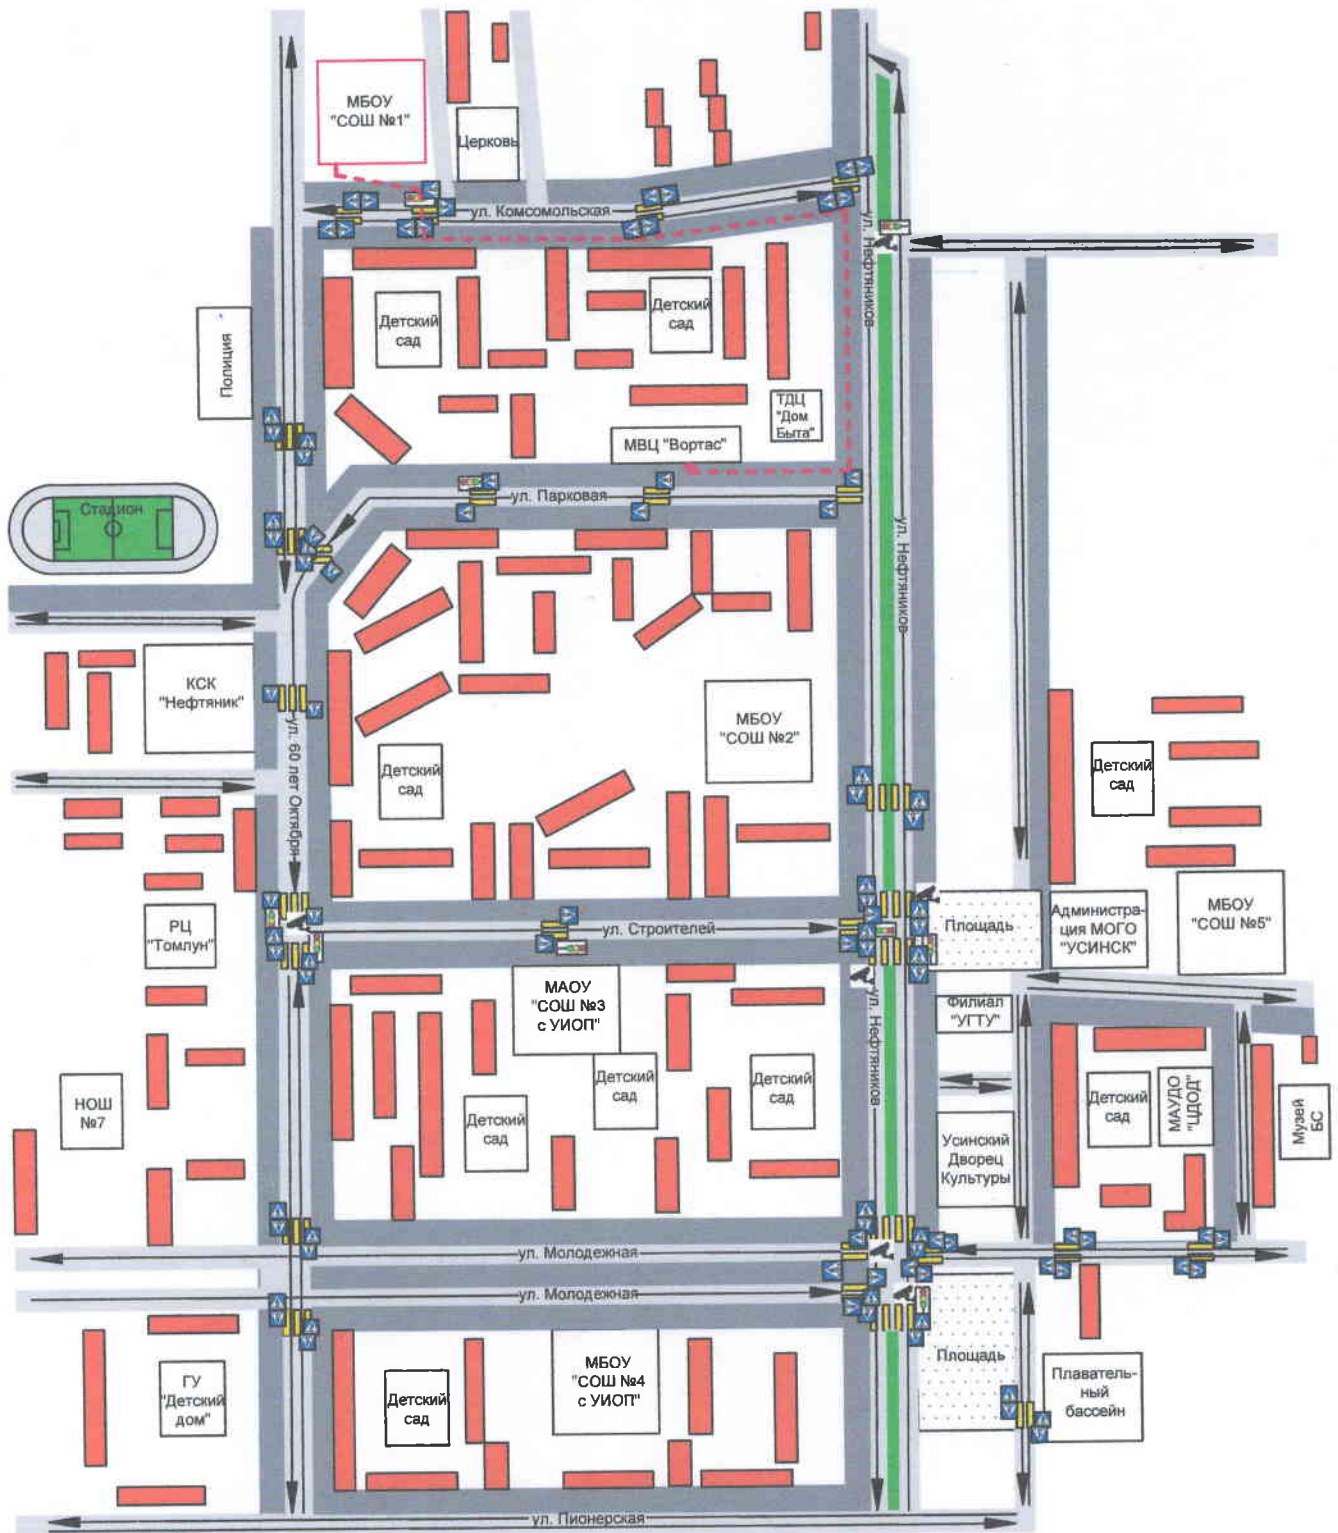 МБОУ
"СОШ №1"
Церковь
ул. Комсомольская
ул. Нефтяников
Полиция
Детский
сад
Детский
сад
ТДЦ
"Дом
Быта"
МВЦ "Вортас"
Стадион
ул. Парковая
ул. Нефтяников
КСК
"Нефтяник"
ул. 60 лет Октября
МБОУ
"СОШ №2"
Детский
сад
Детский
сад
РЦ
"Томлун"
ул. Строителей
Площадь
Администра-
ция МОГО
"УСИНСК"
МБОУ
"СОШ №5"
МАОУ
"СОШ №3
с УИОП"
ул. Нефтяников
Филиал
"УГТУ"
НОШ
№7
Детский
сад
Детский
сад
Детский
сад
Усинский
Дворец
Культуры
Детский
сад
МАУДО
"ЦДОД"
Музей
БС
ул. Молодежная
ул. Молодежная
ГУ
"Детский
дом"
Детский
сад
МБОУ
"СОШ №4
с УИОП"
Площадь
Плаватель-
ный
бассейн
ул. Пионерская